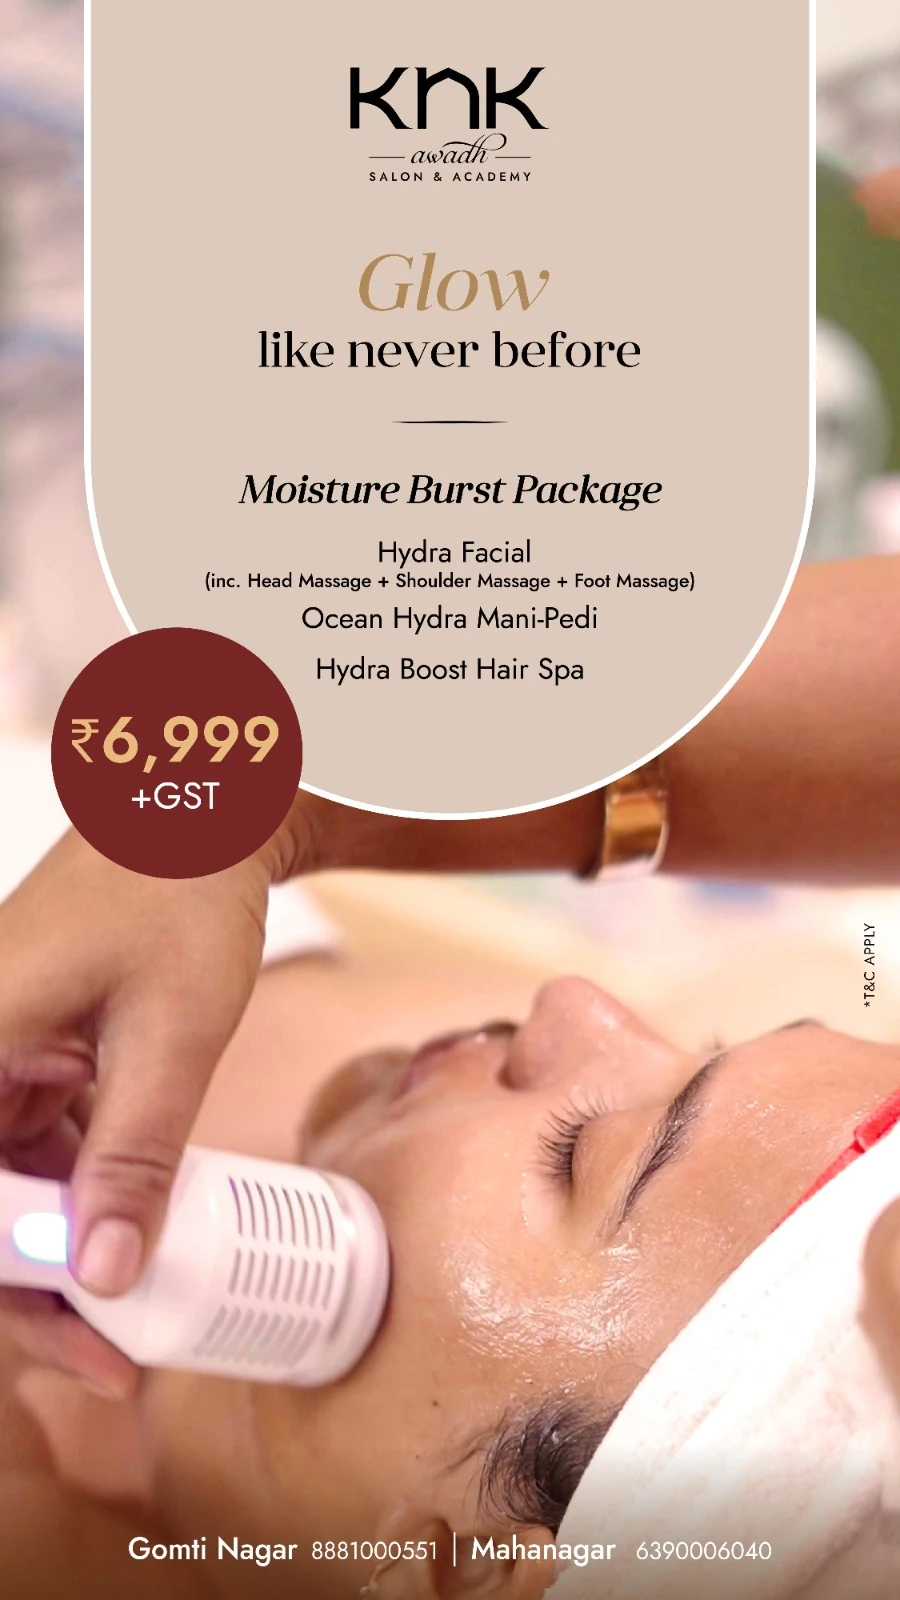 KNK
awadh
SALON & ACADEMY
Glow
like never before
Moisture Burst Package
Hydra Facial
(inc. Head Massage + Shoulder Massage + Foot Massage)
Ocean Hydra Mani-Pedi
Hydra Boost Hair Spa
₹6,999
+GST
*T&C APPLY
Gomti Nagar 8881000551 | Mahanagar 6390006040